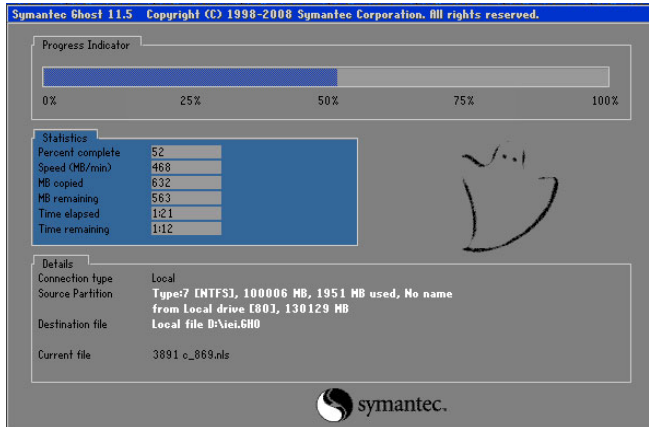 Symantec Ghost 11.5 Copyright (C) 1998-2008 Symantec Corporation. All rights reserved.
Progress Indicator
0% 25% 50% 75% 100%
Statistics
Percent complete 52
Speed (MB/min) 468
MB copied 632
MB remaining 563
Time elapsed 1:21
Time remaining 1:12
Details
Connection type Local
Source Partition Type:7 [NTFS], 100006 MB, 1951 MB used, No name
from Local drive [80], 130129 MB
Destination file Local file D:\iei.GHO
Current file 3891 c_869.nls
symantec.